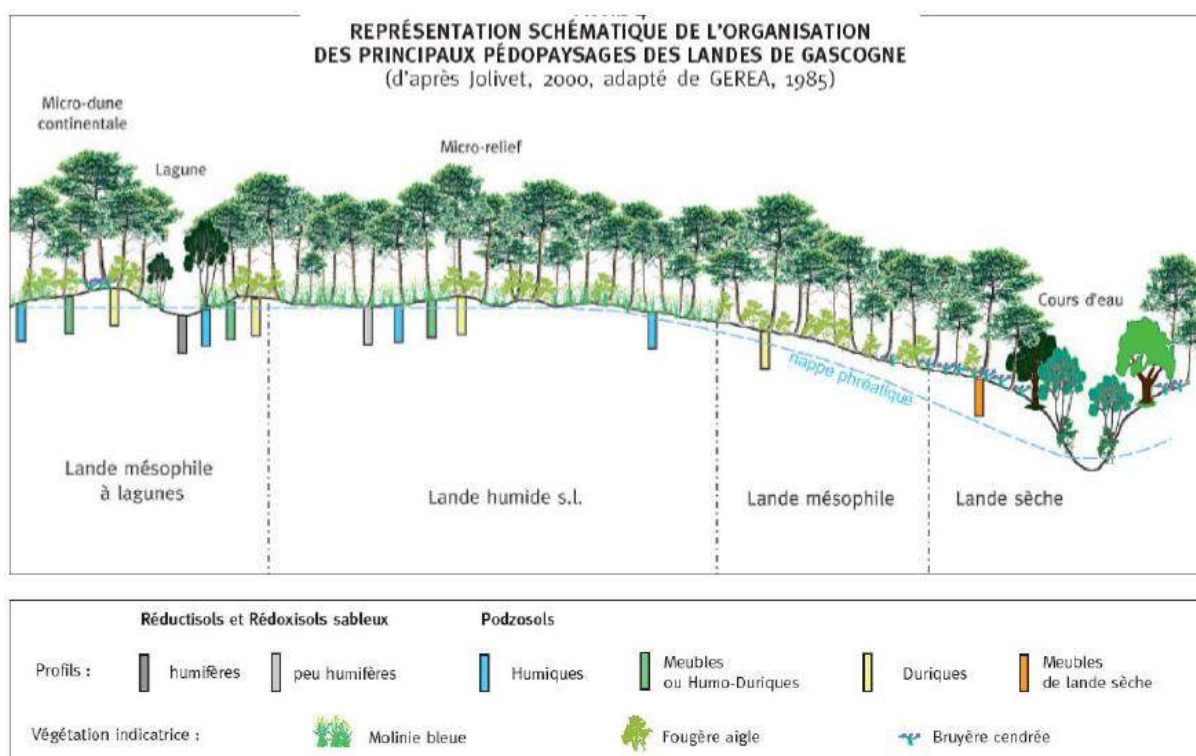 REPRÉSENTATION SCHÉMATIQUE DE L'ORGANISATION
DES PRINCIPAUX PÉDOPAYSAGES DES LANDES DE GASCOGNE
(d'après Jolivet, 2000, adapté de GEREA, 1985)
Micro-dune
continentale
Lagune
Micro-relief
Cours d'eau
nappe phréatique
Lande mésophile
à lagunes
Lande humide s.l.
Lande mésophile
Lande sèche
Réductisols et Rédoxisols sableux
Podzosols
Profils :
humifères
peu humifères
Humiques
Meubles
ou Humo-Duriques
Duriques
Meubles
de lande sèche
Végétation indicatrice :
Molinie bleue
Fougère aigle
Bruyère cendrée